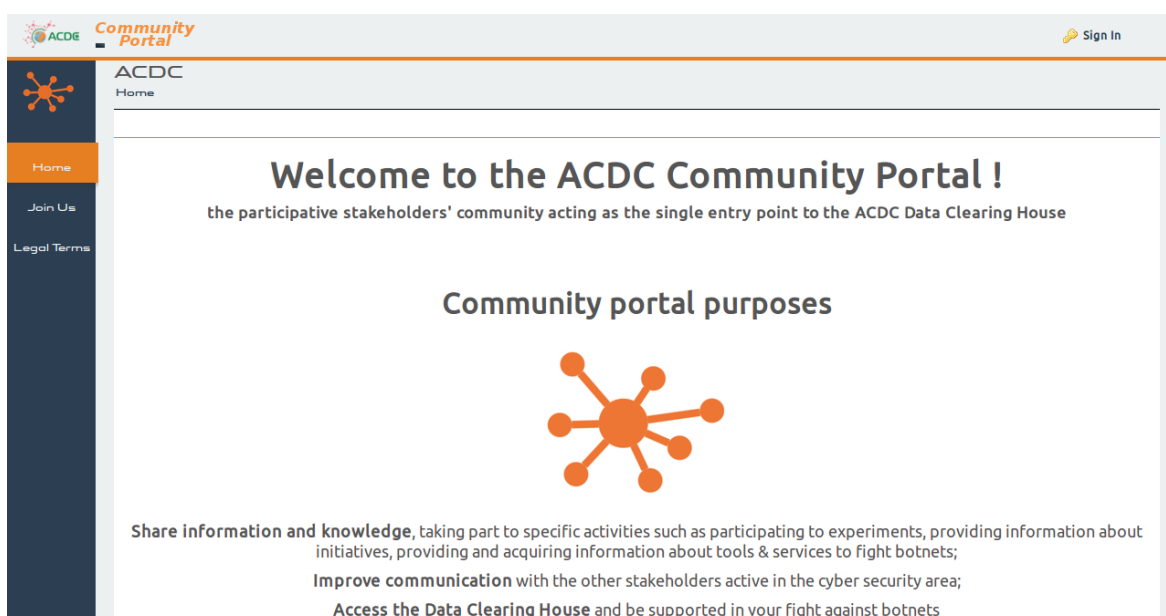 ACDC
Community
Portal
Sign In
ACDC
Home
Home
Join Us
Legal Terms
Welcome to the ACDC Community Portal !
the participative stakeholders' community acting as the single entry point to the ACDC Data Clearing House
Community portal purposes
Share information and knowledge, taking part to specific activities such as participating to experiments, providing information about
initiatives, providing and acquiring information about tools & services to fight botnets;
Improve communication with the other stakeholders active in the cyber security area;
Access the Data Clearing House and be supported in your fight against botnets